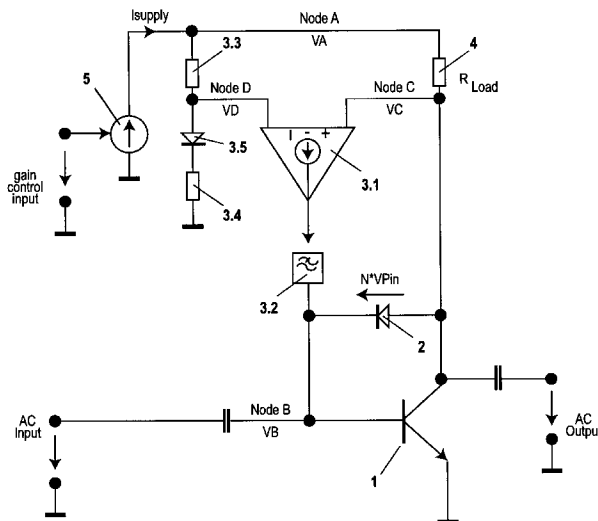 Isupply
Node A
VA
3.3
4
R Load
5
Node D
VD
Node C
VC
I - +
3.5
3.1
gain
control
input
3.4
3.2
N*VPin
2
AC
Input
Node B
VB
1
AC
Outpu